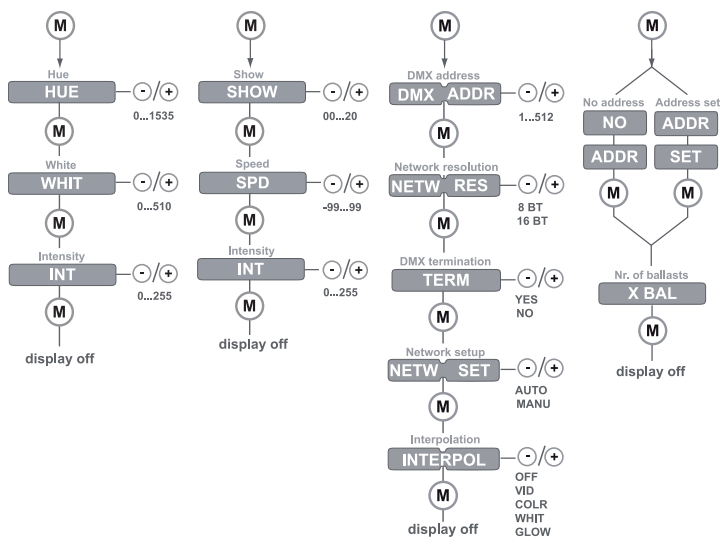 M
Hue
HUE
- / +
0...1535
M
White
WHIT
- / +
0...510
M
Intensity
INT
- / +
0...255
M
display off
M
Show
SHOW
- / +
00...20
M
Speed
SPD
- / +
-99...99
M
Intensity
INT
- / +
0...255
M
display off
M
DMX address
DMX ADDR
- / +
1...512
M
Network resolution
NETW RES
- / +
8 BT
16 BT
M
DMX termination
TERM
- / +
YES
NO
M
Network setup
NETW SET
- / +
AUTO
MANU
M
Interpolation
INTERPOL
- / +
OFF
VID
COLR
WHIT
GLOW
M
display off
M
No address
NO
ADDR
M
Address set
ADDR
SET
M
Nr. of ballasts
X BAL
M
display off